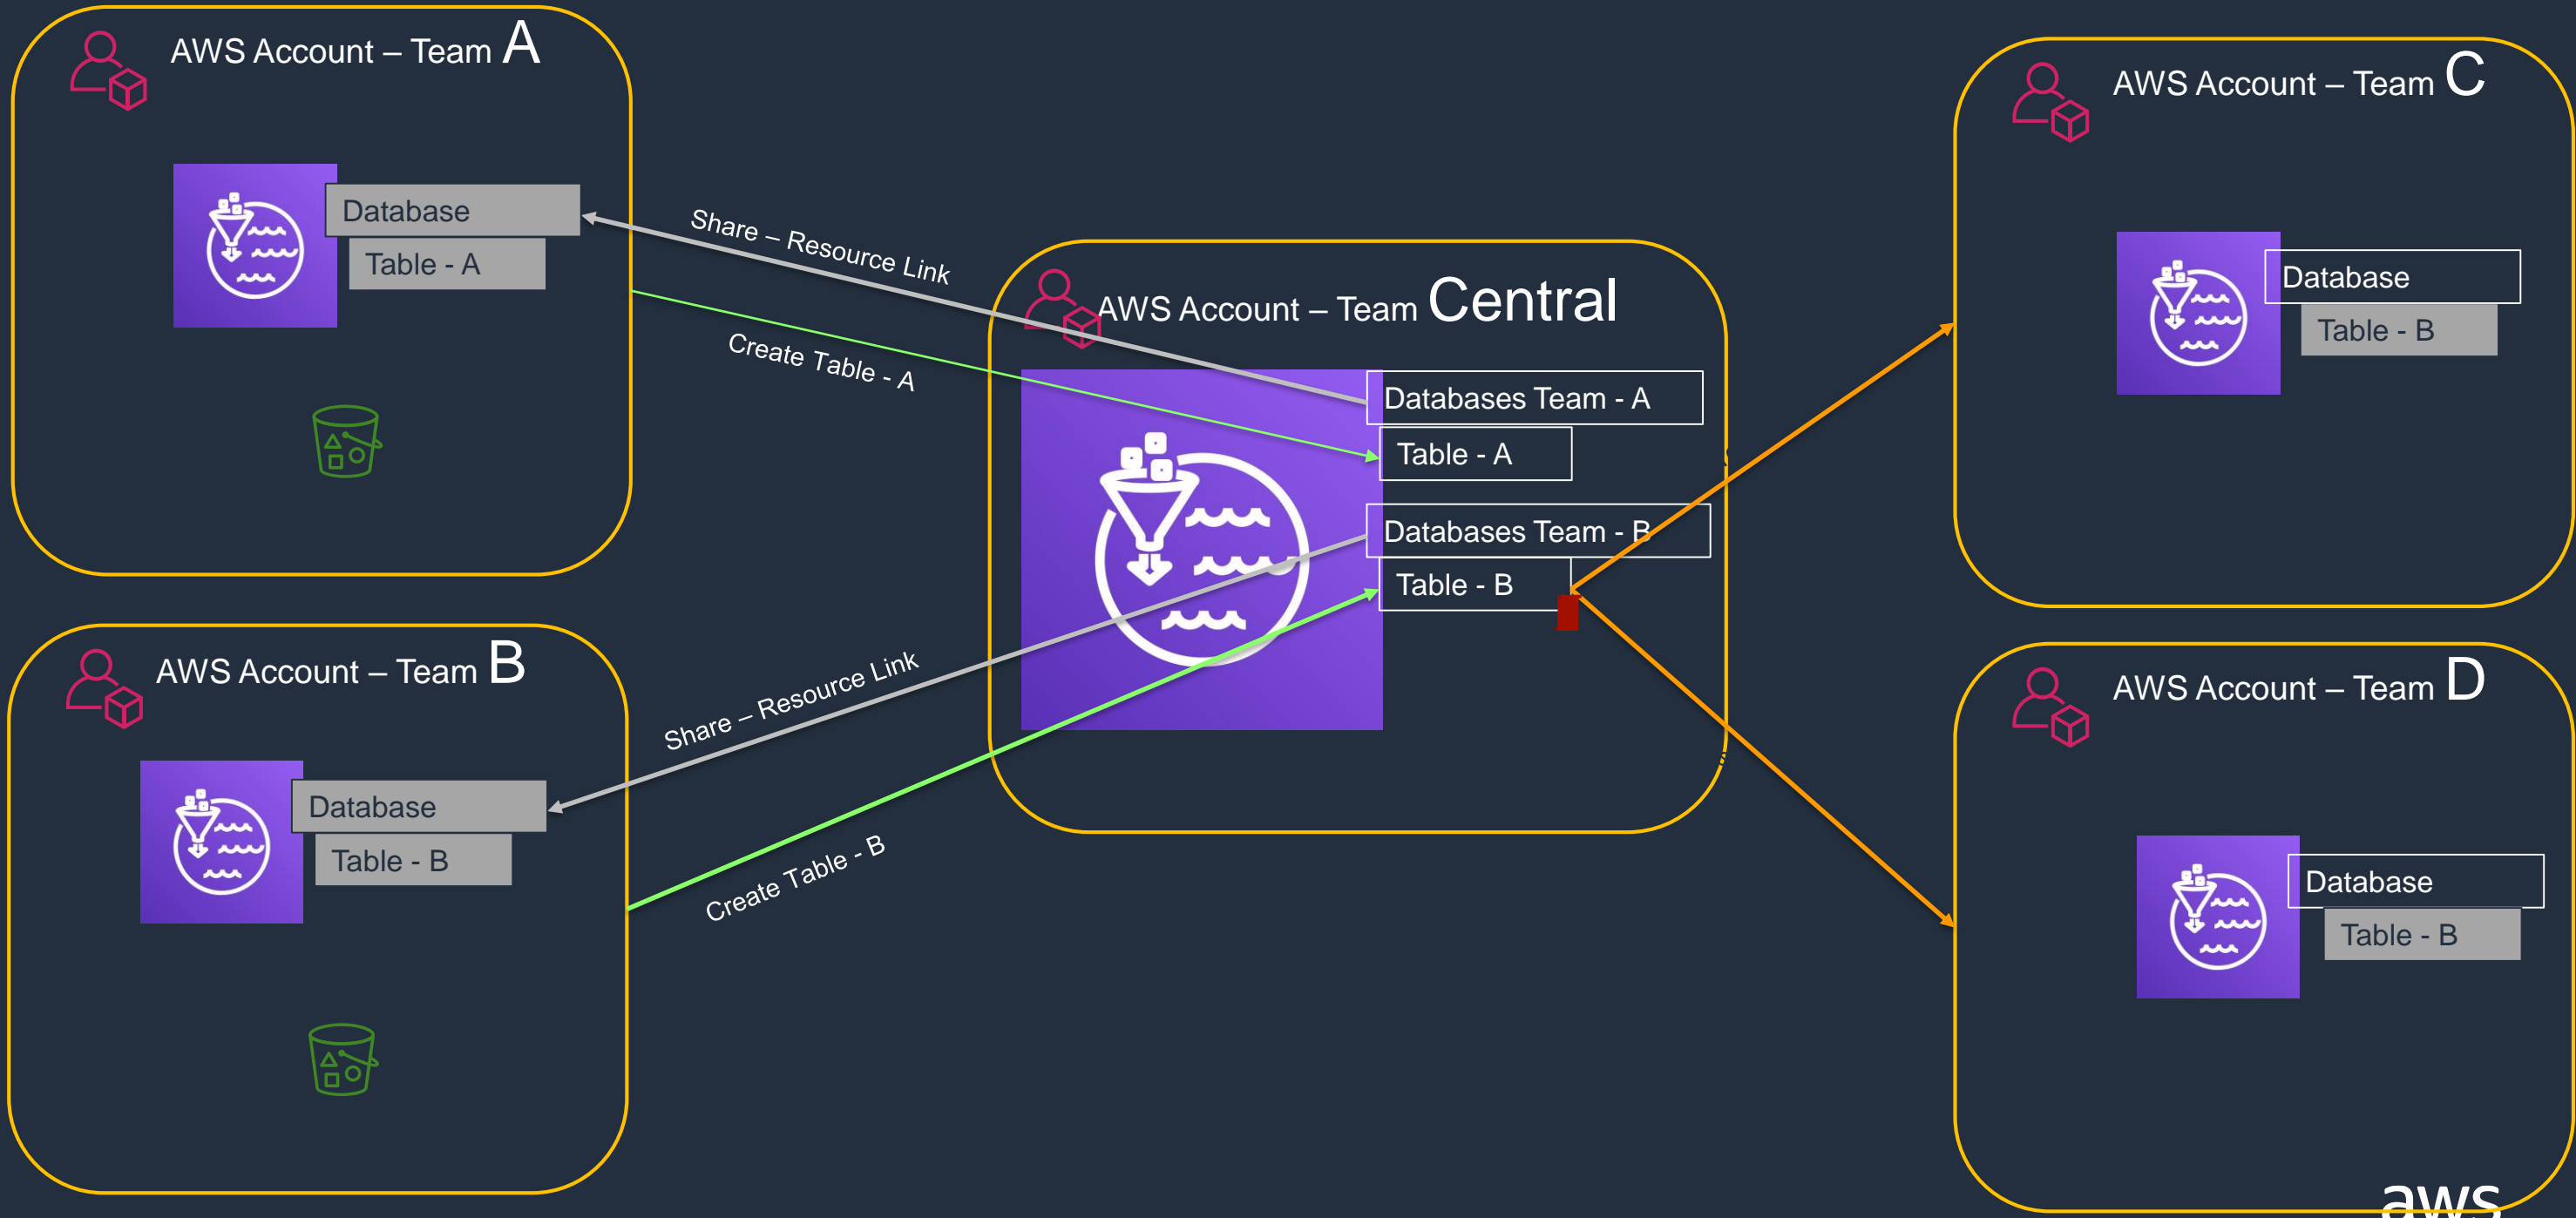 AWS Account – Team A
Database
Table - A
AWS Account – Team B
Database
Table - B
Share – Resource Link
Create Table - A
Share – Resource Link
Create Table - B
AWS Account – Team Central
Databases Team - A
Table - A
Databases Team - B
Table - B
AWS Account – Team C
Database
Table - B
AWS Account – Team D
Database
Table - B
aws